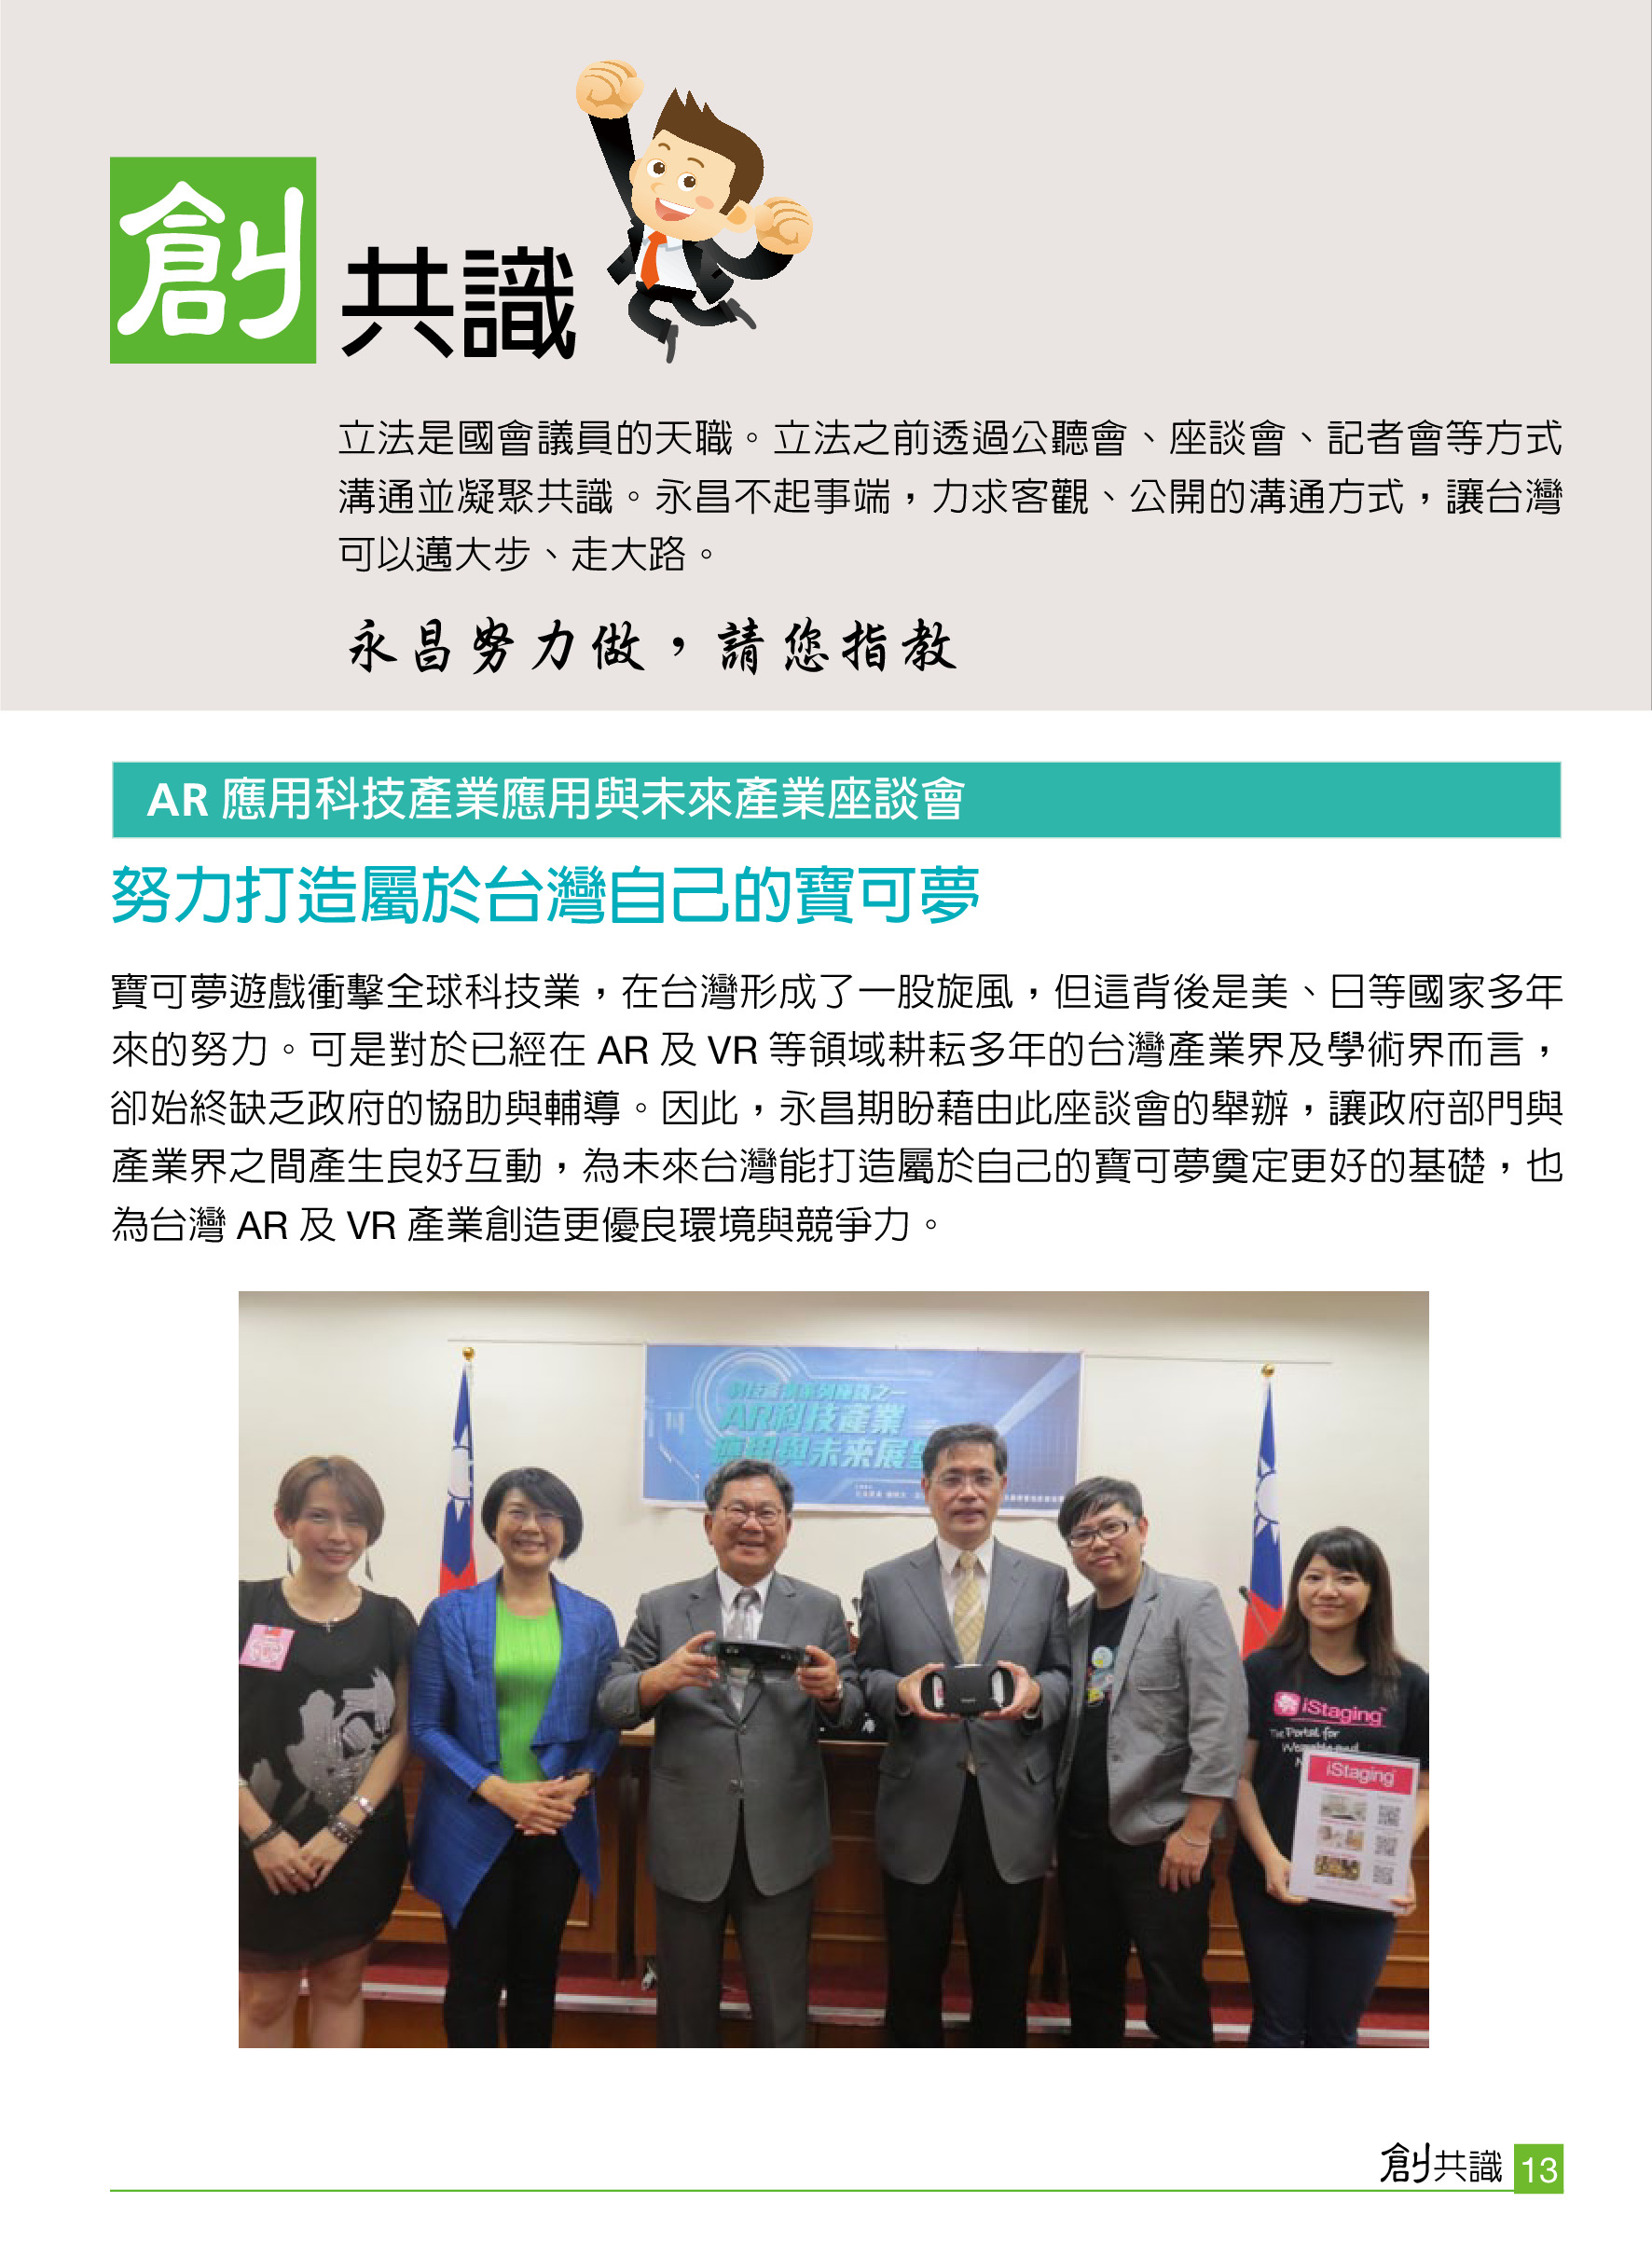 創共識
立法是國會議員的天職。立法之前透過公聽會、座談會、記者會等方式
溝通並凝聚共識。永昌不起事端，力求客觀、公開的溝通方式，讓台灣
可以邁大步、走大路。
永昌努力做，請您指教
AR 應用科技產業應用與未來產業座談會
努力打造屬於台灣自己的寶可夢
寶可夢遊戲衝擊全球科技業，在台灣形成了一股旋風，但這背後是美、日等國家多年
來的努力。可是對於已經在 AR 及 VR 等領域耕耘多年的台灣產業界及學術界而言，
卻始終缺乏政府的協助與輔導。因此，永昌期盼藉由此座談會的舉辦，讓政府部門與
產業界之間產生良好互動，為未來台灣能打造屬於自己的寶可夢奠定更好的基礎，也
為台灣 AR 及 VR 產業創造更優良環境與競爭力。
AR科技產業
應用與未來展望
iStaging
The Portal for
iStaging
創共識 13